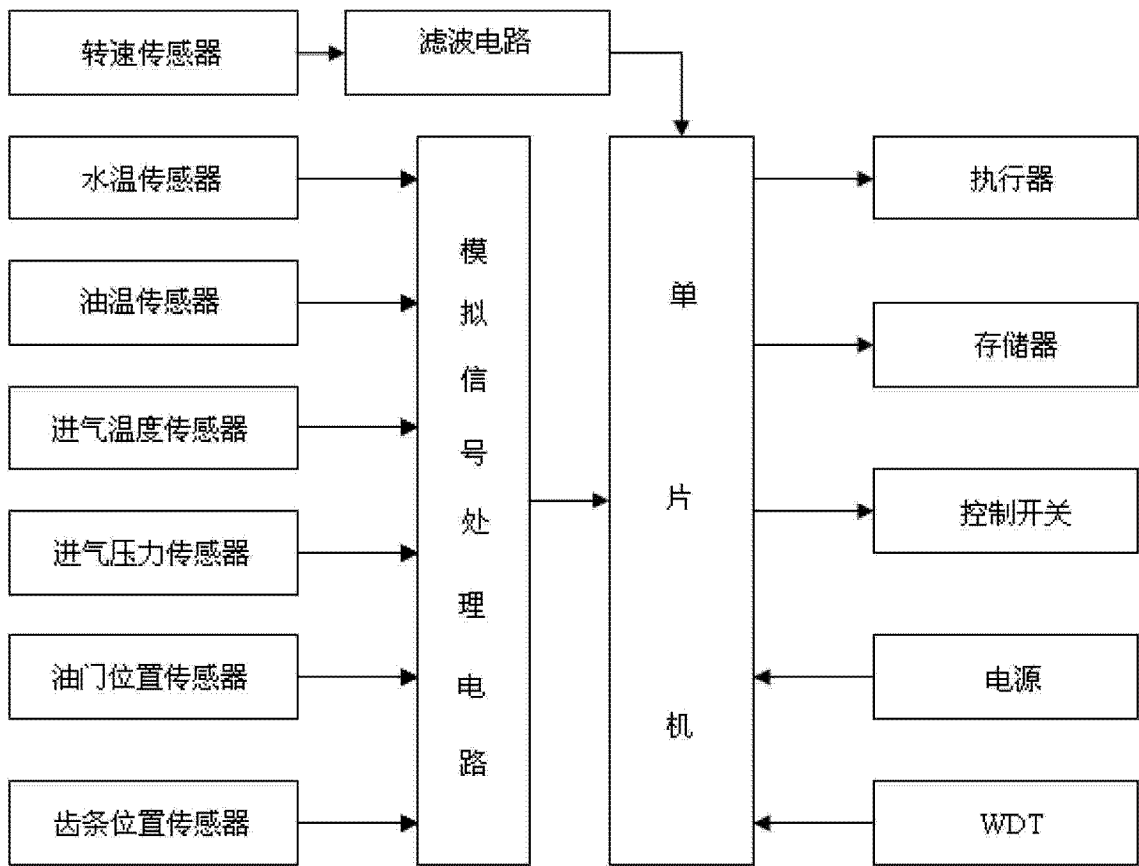 转速传感器
滤波电路
水温传感器
油温传感器
进气温度传感器
进气压力传感器
油门位置传感器
齿条位置传感器
模拟信号处理电路
单片机
执行器
存储器
控制开关
电源
WDT